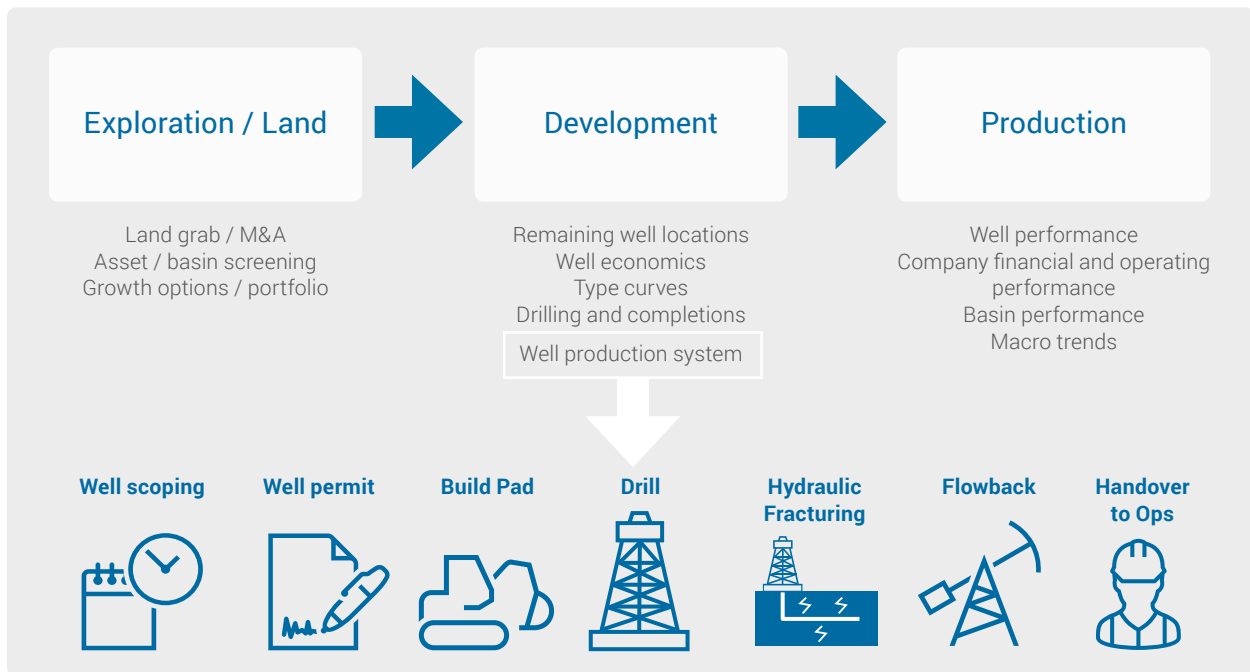 Exploration / Land
Development
Production
Land grab / M&A
Asset / basin screening
Growth options / portfolio
Remaining well locations
Well economics
Type curves
Drilling and completions
Well production system
Well performance
Company financial and operating
performance
Basin performance
Macro trends
Well scoping
Well permit
Build Pad
Drill
Hydraulic
Fracturing
Flowback
Handover
to Ops